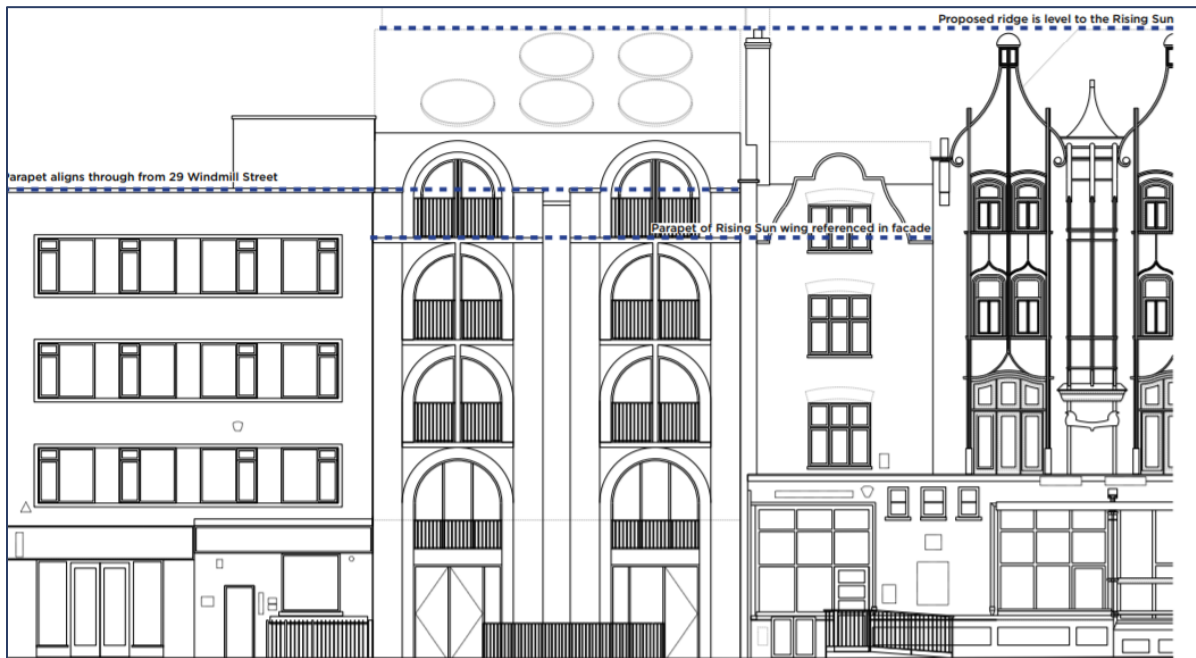 Proposed ridge is level to the Rising Sun
Parapet aligns through from 29 Windmill Street
Parapet of Rising Sun wing referenced in facade